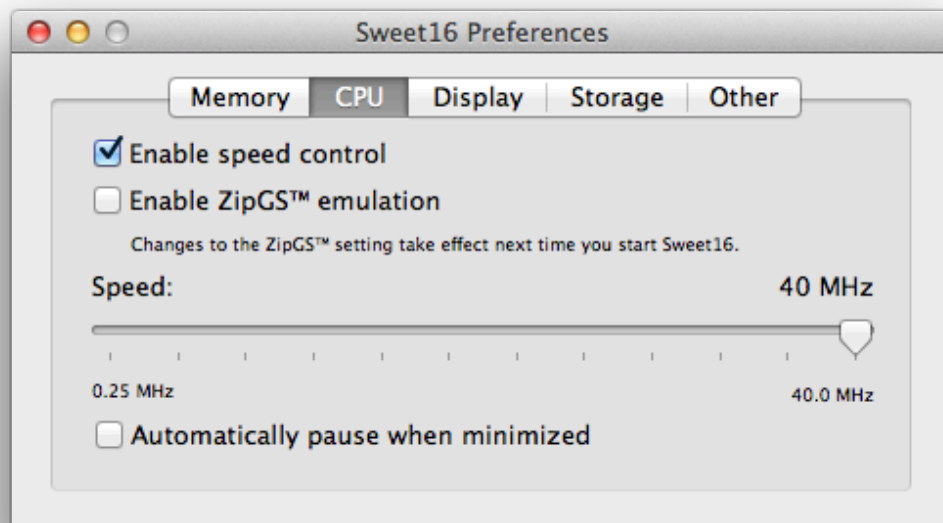 Sweet16 Preferences
Memory CPU Display Storage Other
Enable speed control
Enable ZipGS™ emulation
Changes to the ZipGS™ setting take effect next time you start Sweet16.
Speed: 40 MHz
0.25 MHz 40.0 MHz
Automatically pause when minimized